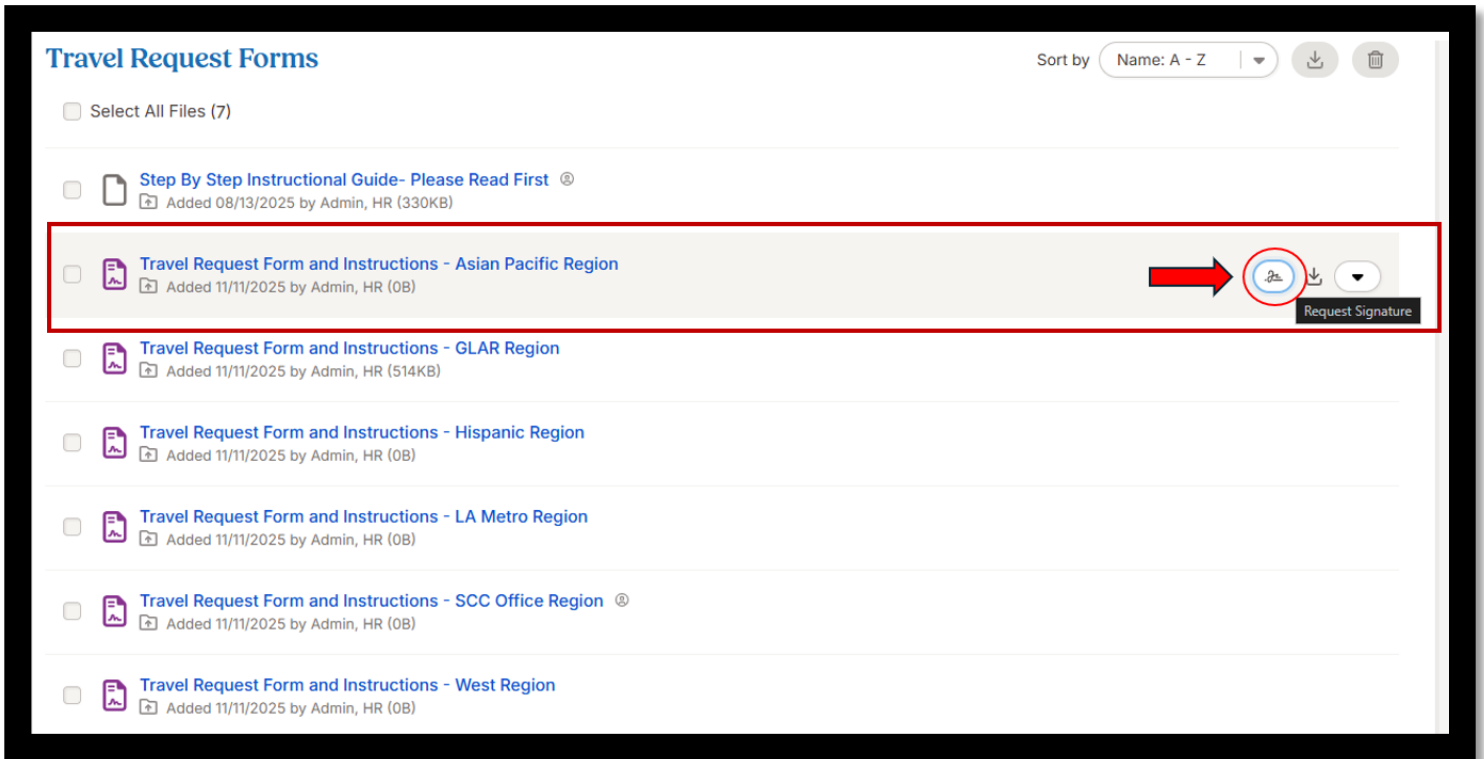 Travel Request Forms
Sort by Name: A - Z
Select All Files (7)
Step By Step Instructional Guide- Please Read First
Added 08/13/2025 by Admin, HR (330KB)
Travel Request Form and Instructions - Asian Pacific Region
Added 11/11/2025 by Admin, HR (0B)
Request Signature
Travel Request Form and Instructions - GLAR Region
Added 11/11/2025 by Admin, HR (514KB)
Travel Request Form and Instructions - Hispanic Region
Added 11/11/2025 by Admin, HR (0B)
Travel Request Form and Instructions - LA Metro Region
Added 11/11/2025 by Admin, HR (0B)
Travel Request Form and Instructions - SCC Office Region
Added 11/11/2025 by Admin, HR (0B)
Travel Request Form and Instructions - West Region
Added 11/11/2025 by Admin, HR (0B)